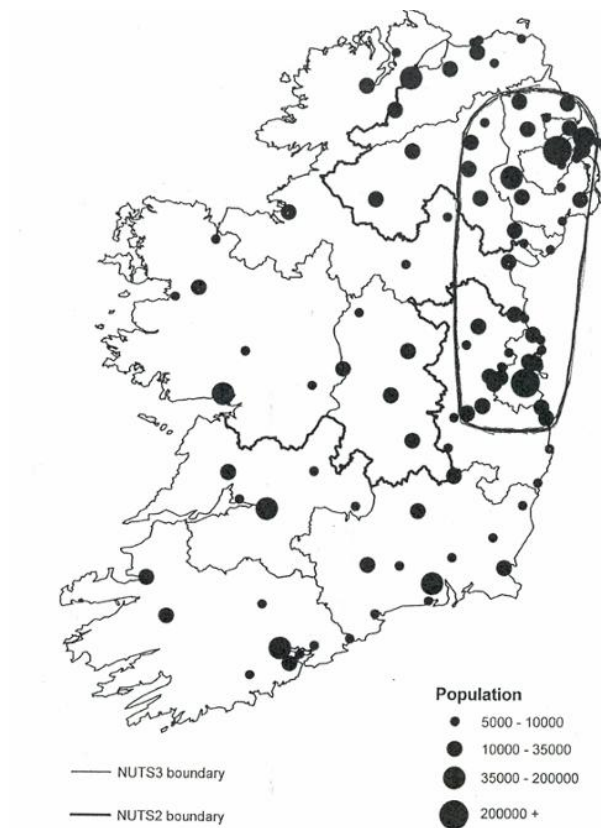 Population
5000 - 10000
10000 - 35000
35000 - 200000
200000 +
NUTS3 boundary
NUTS2 boundary